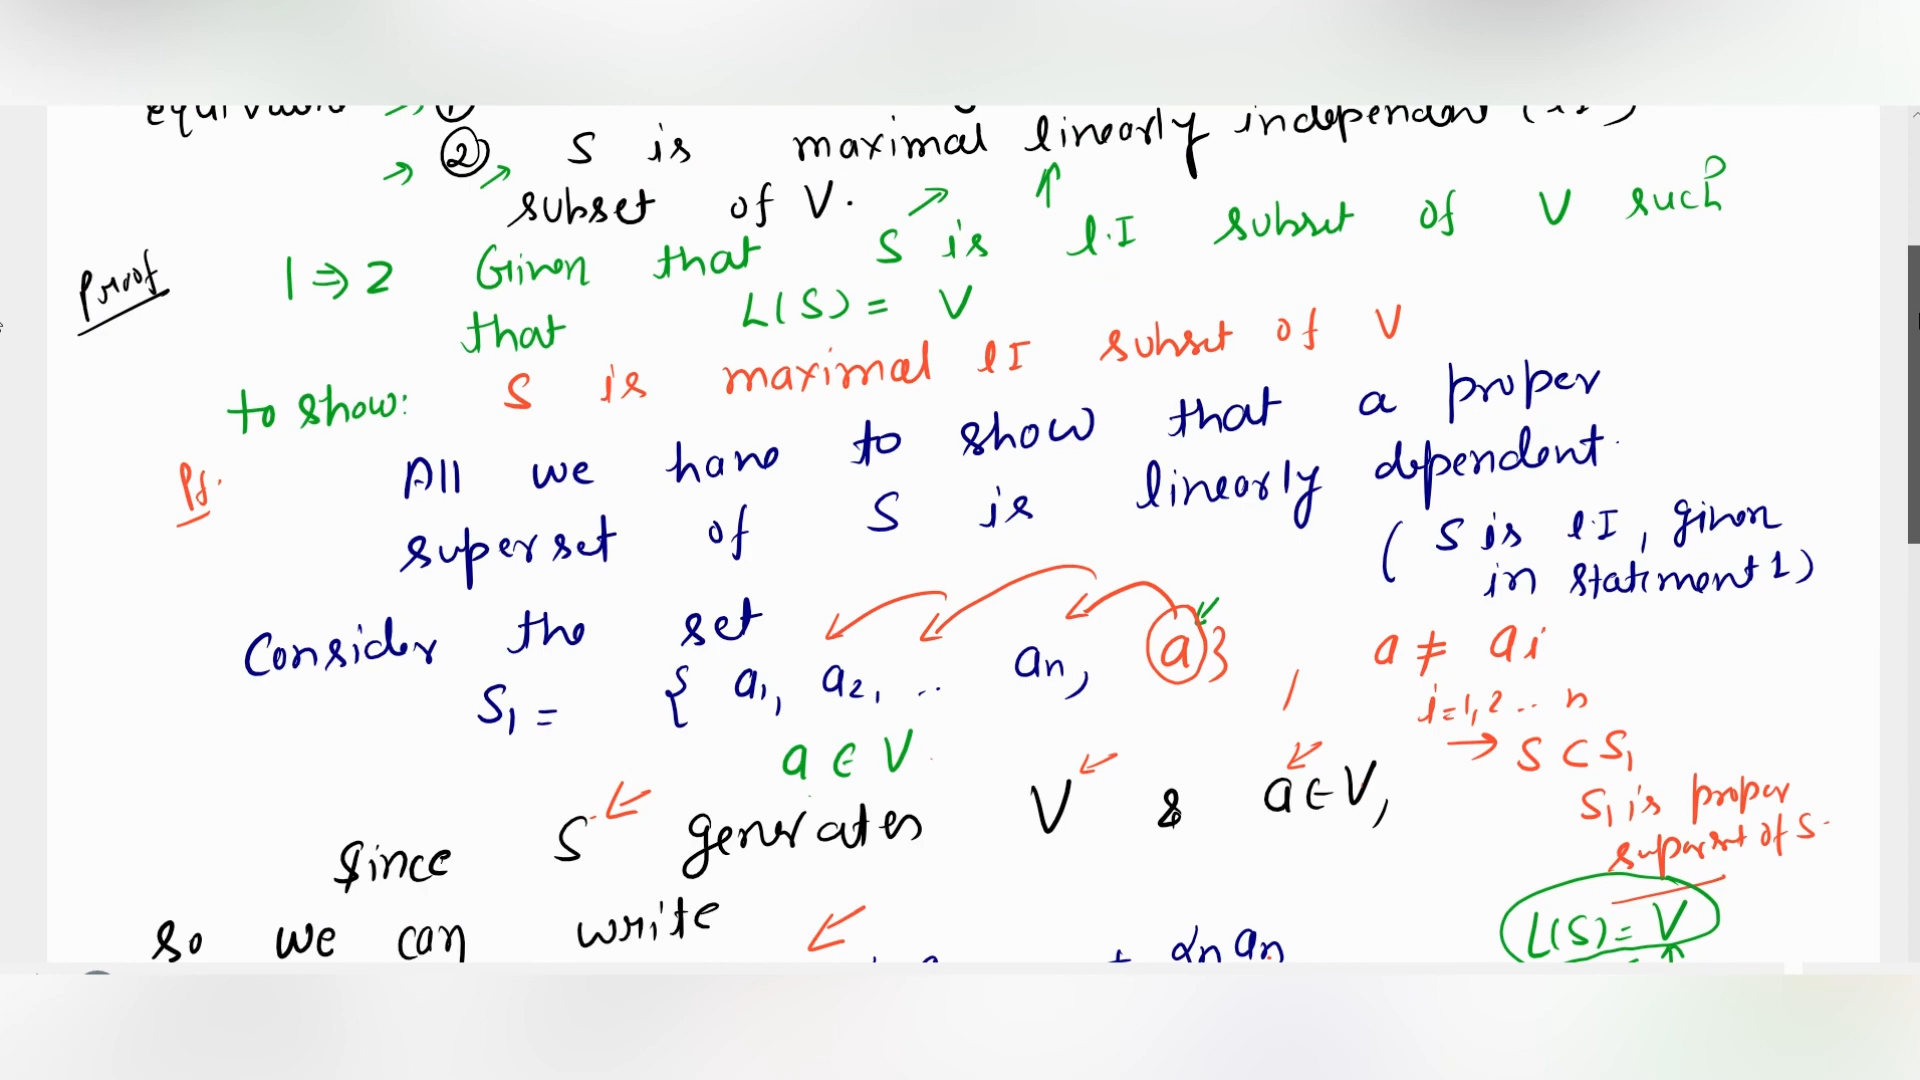 ② S is maximal linearly independent
subset of V.
Proof 1 ⇒ 2 Given that S is l.I subset of V such
that L(S) = V
to show: S is maximal lI subset of V
Pf. All we have to show that a proper
superset of S is linearly dependent.
( S is l.I, given
in statement 1)
Consider the set
S₁ = { a₁, a₂, .. an, a} , a ≠ ai
i=1,2 .. n
a ∈ V → S ⊂ S₁
S₁ is proper
superset of S.
Since S generates V & a∈V,
L(S) = V
so we can write
+ αn an